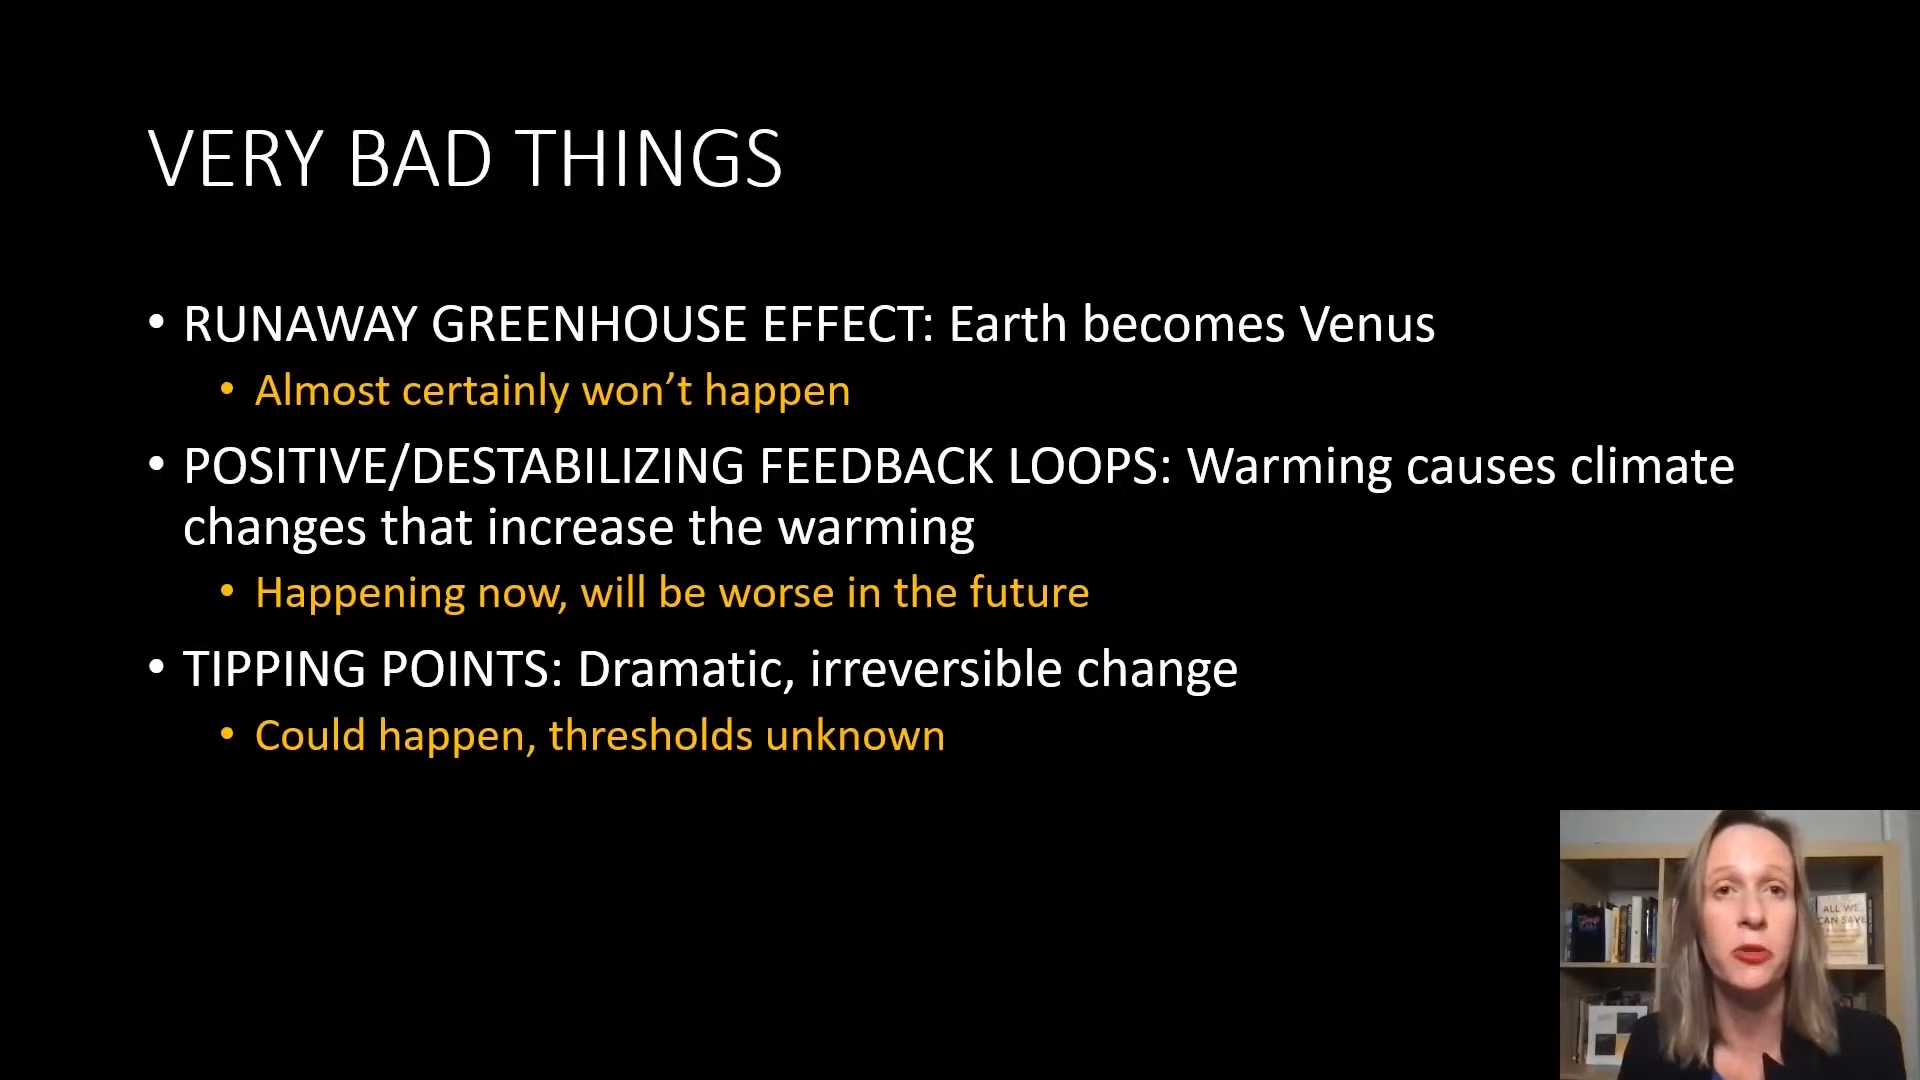 VERY BAD THINGS
• RUNAWAY GREENHOUSE EFFECT: Earth becomes Venus
• Almost certainly won’t happen
• POSITIVE/DESTABILIZING FEEDBACK LOOPS: Warming causes climate
changes that increase the warming
• Happening now, will be worse in the future
• TIPPING POINTS: Dramatic, irreversible change
• Could happen, thresholds unknown
ALL WE
CAN SAVE